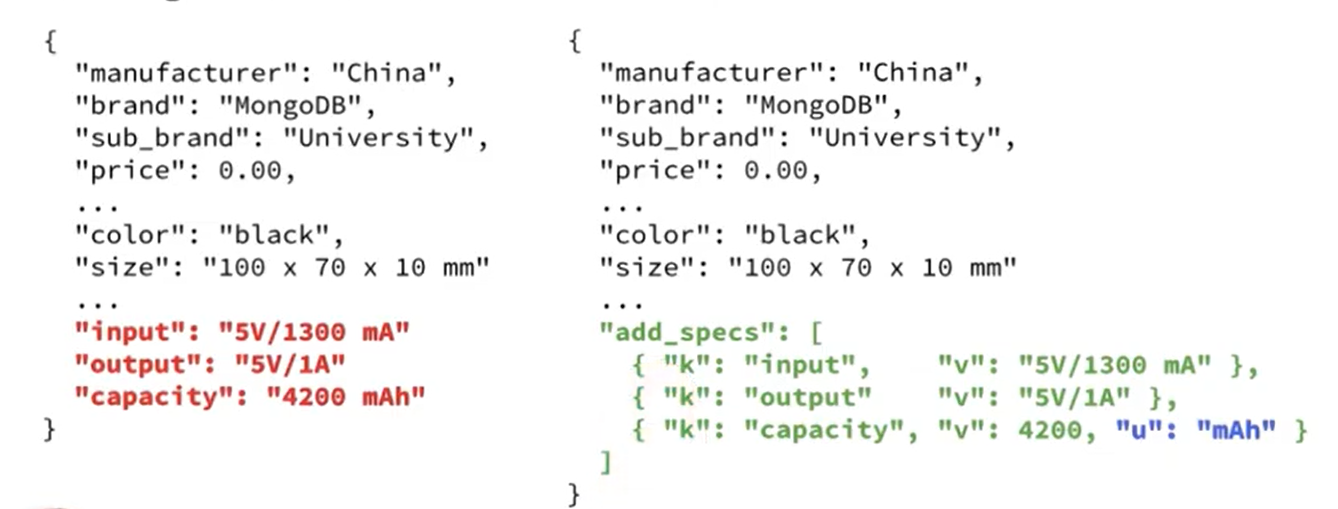 {
"manufacturer": "China",
"brand": "MongoDB",
"sub_brand": "University",
"price": 0.00,
...
"color": "black",
"size": "100 x 70 x 10 mm"
...
"input": "5V/1300 mA"
"output": "5V/1A"
"capacity": "4200 mAh"
}
{
"manufacturer": "China",
"brand": "MongoDB",
"sub_brand": "University",
"price": 0.00,
...
"color": "black",
"size": "100 x 70 x 10 mm"
...
"add_specs": [
{ "k": "input", "v": "5V/1300 mA" },
{ "k": "output" "v": "5V/1A" },
{ "k": "capacity", "v": 4200, "u": "mAh" }
]
}